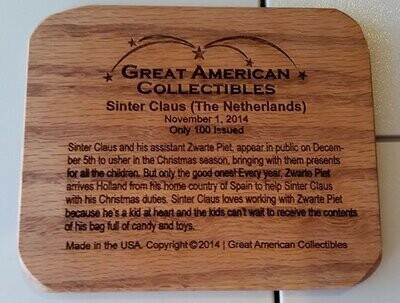 GREAT AMERICAN
COLLECTIBLES
Sinter Claus (The Netherlands)
November 1, 2014
Only 100 Issued
Sinter Claus and his assistant Zwarte Piet, appear in public on Decem-
ber 5th to usher in the Christmas season, bringing with them presents
for all the children. But only the good ones! Every year, Zwarte Piet
arrives Holland from his home country of Spain to help Sinter Claus
with his Christmas duties. Sinter Claus loves working with Zwarte Piet
because he's a kid at heart and the kids can't wait to receive the contents
of his bag full of candy and toys.
Made in the USA. Copyright © 2014 | Great American Collectibles